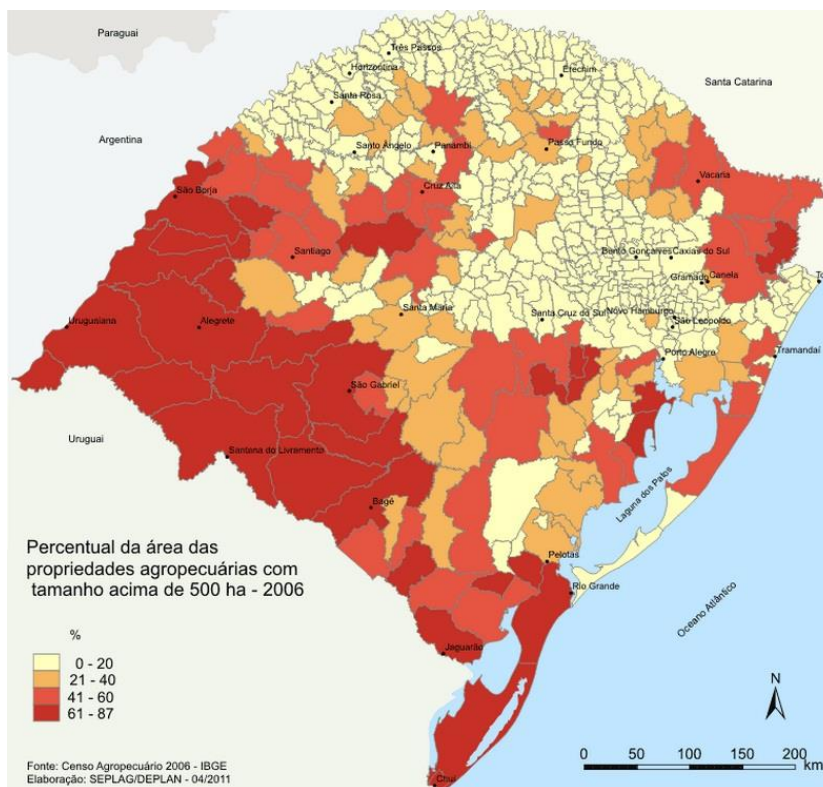 Paraguai
Três Passos
Horizontina
Erechim
Santa Rosa
Santa Catarina
Argentina
Santo Ângelo
Panambi
Passo Fundo
Cruz Alta
Vacaria
São Borja
Santiago
Bento Gonçalves
Caxias do Sul
Gramado
Canela
To
Santa Maria
Santa Cruz do Sul
Novo Hamburgo
São Leopoldo
Uruguaiana
Alegrete
Tramandaí
Porto Alegre
São Gabriel
Uruguai
Santana do Livramento
Laguna dos Patos
Bagé
Percentual da área das
propriedades agropecuárias com
tamanho acima de 500 ha - 2006
Pelotas
Rio Grande
Oceano Atlântico
%
0 - 20
21 - 40
41 - 60
61 - 87
Jaguarão
N
0 50 100 150 200
km
Fonte: Censo Agropecuário 2006 - IBGE
Elaboração: SEPLAG/DEPLAN - 04/2011
Chuí